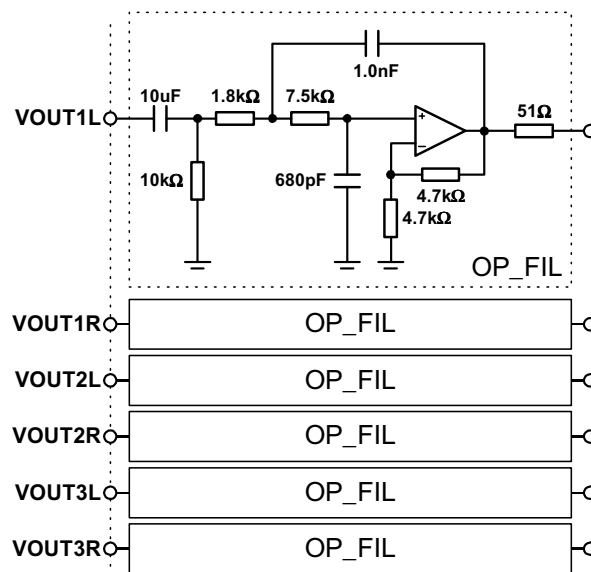 1.0nF
10uF
1.8kΩ
7.5kΩ
51Ω
VOUT1L
+
−
10kΩ
680pF
4.7kΩ
4.7kΩ
OP_FIL
VOUT1R
OP_FIL
VOUT2L
OP_FIL
VOUT2R
OP_FIL
VOUT3L
OP_FIL
VOUT3R
OP_FIL